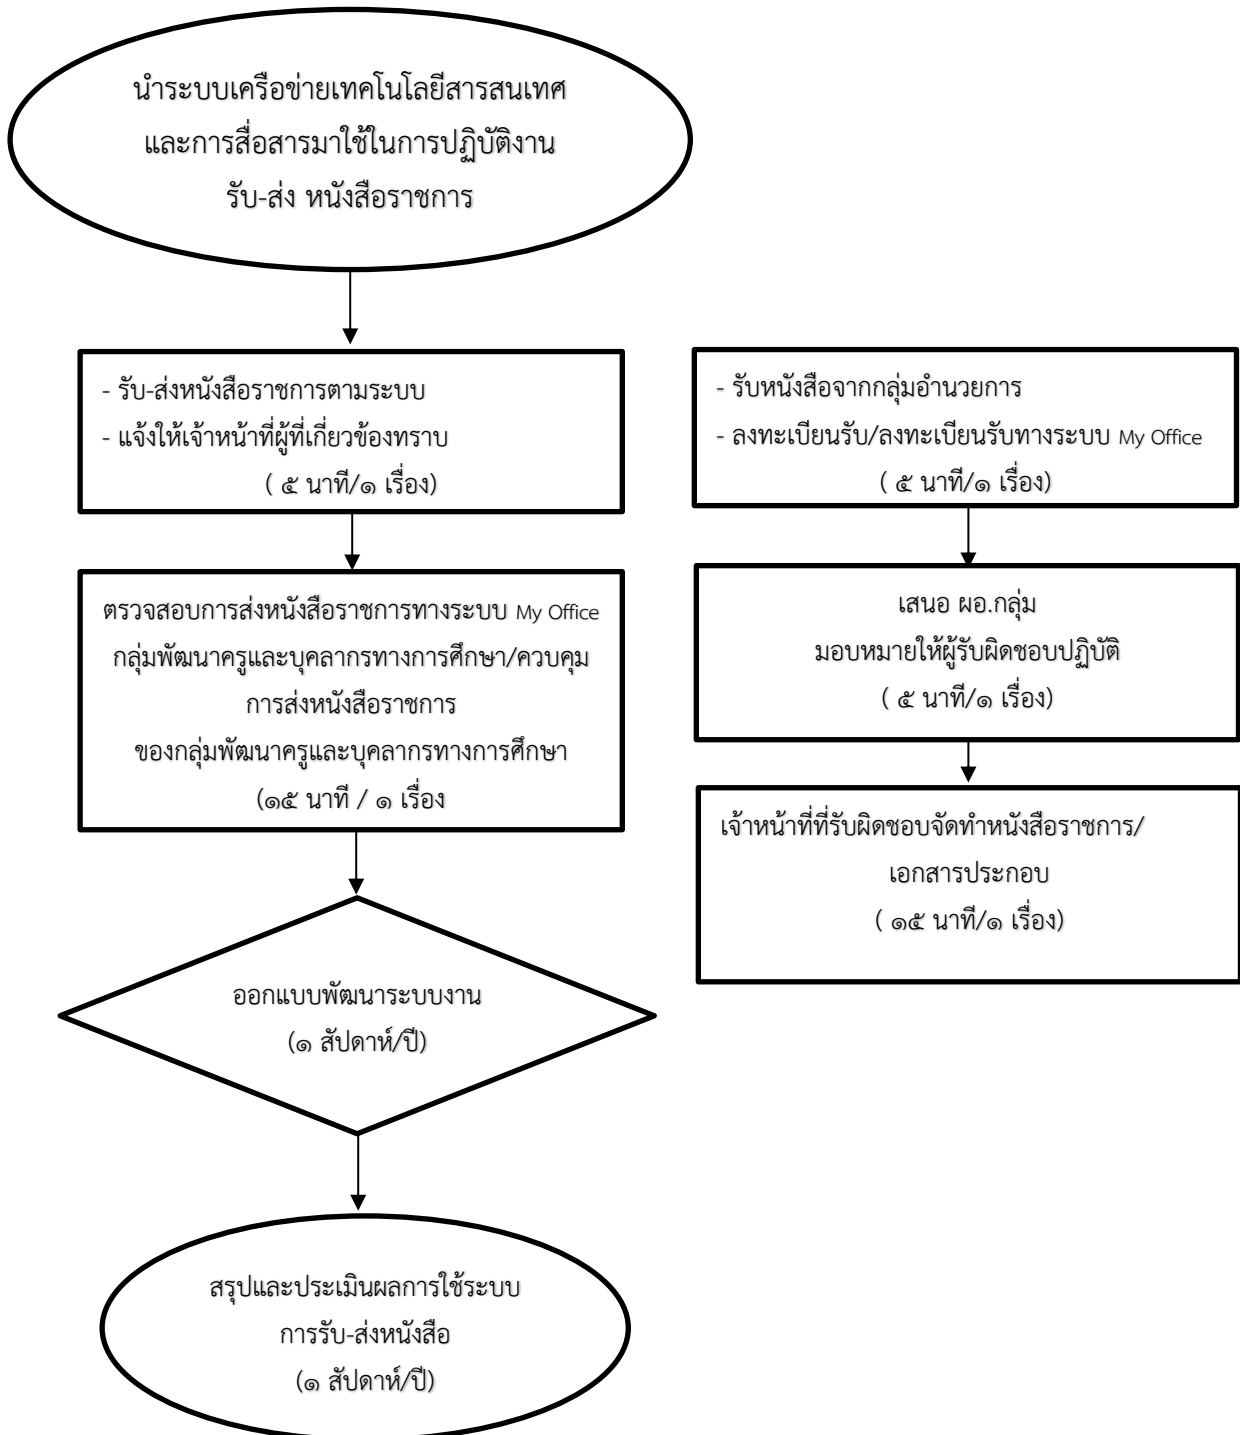 นำระบบเครือข่ายเทคโนโลยีสารสนเทศ
และการสื่อสารมาใช้ในการปฏิบัติงาน
รับ-ส่ง หนังสือราชการ
- รับ-ส่งหนังสือราชการตามระบบ
- แจ้งให้เจ้าหน้าที่ผู้ที่เกี่ยวข้องทราบ
( ๕ นาที/๑ เรื่อง)
ตรวจสอบการส่งหนังสือราชการทางระบบ My Office
กลุ่มพัฒนาครูและบุคลากรทางการศึกษา/ควบคุม
การส่งหนังสือราชการ
ของกลุ่มพัฒนาครูและบุคลากรทางการศึกษา
(๑๕ นาที / ๑ เรื่อง
ออกแบบพัฒนาระบบงาน
(๑ สัปดาห์/ปี)
สรุปและประเมินผลการใช้ระบบ
การรับ-ส่งหนังสือ
(๑ สัปดาห์/ปี)
- รับหนังสือจากกลุ่มอำนวยการ
- ลงทะเบียนรับ/ลงทะเบียนรับทางระบบ My Office
( ๕ นาที/๑ เรื่อง)
เสนอ ผอ.กลุ่ม
มอบหมายให้ผู้รับผิดชอบปฏิบัติ
( ๕ นาที/๑ เรื่อง)
เจ้าหน้าที่ที่รับผิดชอบจัดทำหนังสือราชการ/
เอกสารประกอบ
( ๑๕ นาที/๑ เรื่อง)